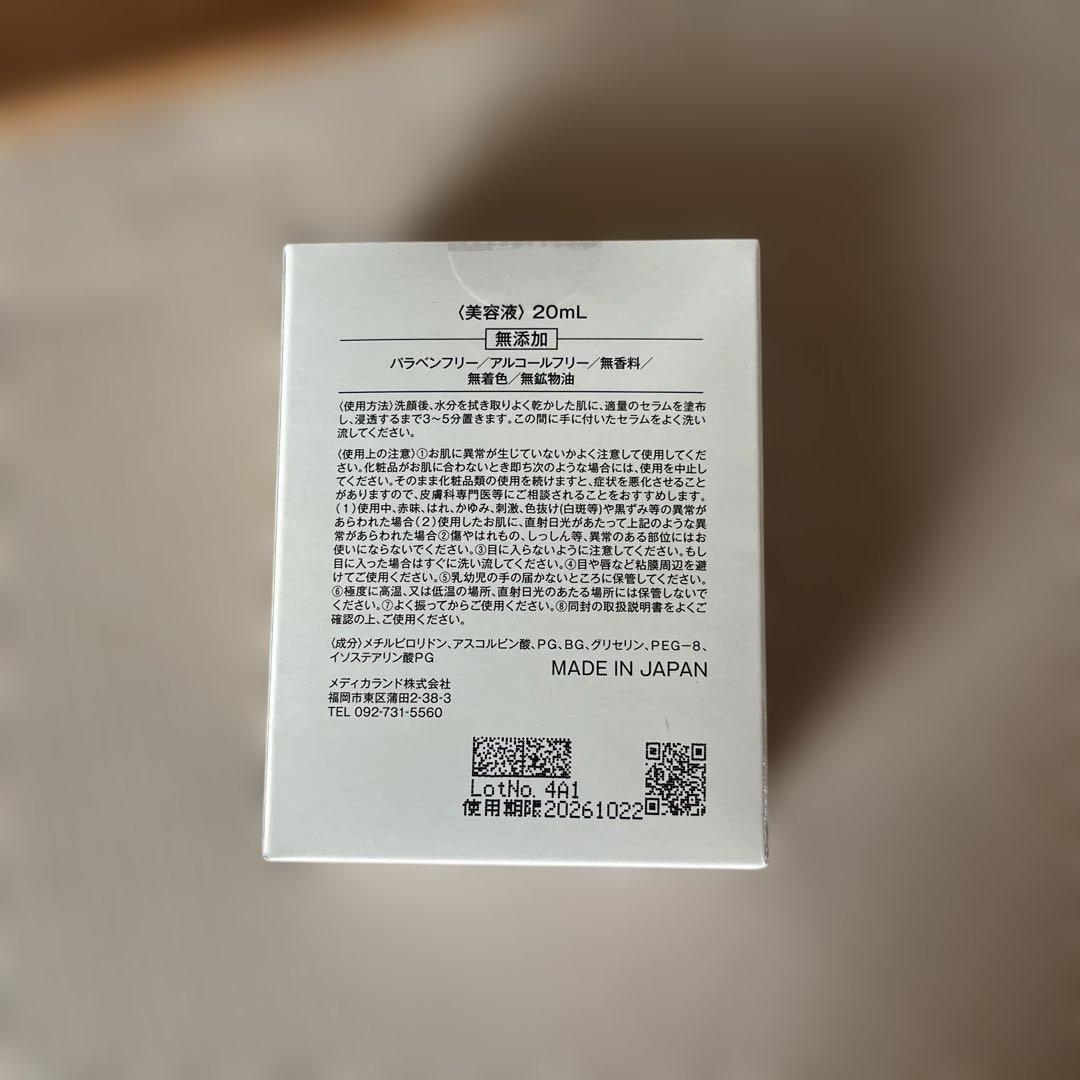 〈美容液〉 20mL
無添加
パラベンフリー／アルコールフリー／無香料／
無着色／無鉱物油
〈使用方法〉洗顔後、水分を拭き取りよく乾かした肌に、適量のセラムを塗布
し、浸透するまで3〜5分置きます。この間に手に付いたセラムをよく洗い
流してください。
〈使用上の注意〉①お肌に異常が生じていないかよく注意して使用してくだ
さい。化粧品がお肌に合わないとき即ち次のような場合には、使用を中止し
てください。そのまま化粧品類の使用を続けますと、症状を悪化させること
がありますので、皮膚科専門医等にご相談されることをおすすめします。
(1)使用中、赤味、はれ、かゆみ、刺激、色抜け(白斑等)や黒ずみ等の異常が
あらわれた場合(2)使用したお肌に、直射日光があたって上記のような異
常があらわれた場合②傷やはれもの、しっしん等、異常のある部位にはお
使いにならないでください。③目に入らないように注意してください。もし
目に入った場合はすぐに洗い流してください。④目や唇など粘膜周辺を避
けてご使用ください。⑤乳幼児の手の届かないところに保管してください。
⑥極度に高温、又は低温の場所、直射日光のあたる場所には保管しないで
ください。⑦よく振ってからご使用ください。⑧同封の取扱説明書をよくご
確認の上、ご使用ください。
〈成分〉メチルピロリドン、アスコルビン酸、PG、BG、グリセリン、PEG－8、
イソステアリン酸PG
MADE IN JAPAN
メディカランド株式会社
福岡市東区蒲田2-38-3
TEL 092-731-5560
LotNo. 4A1
使用期限20261022